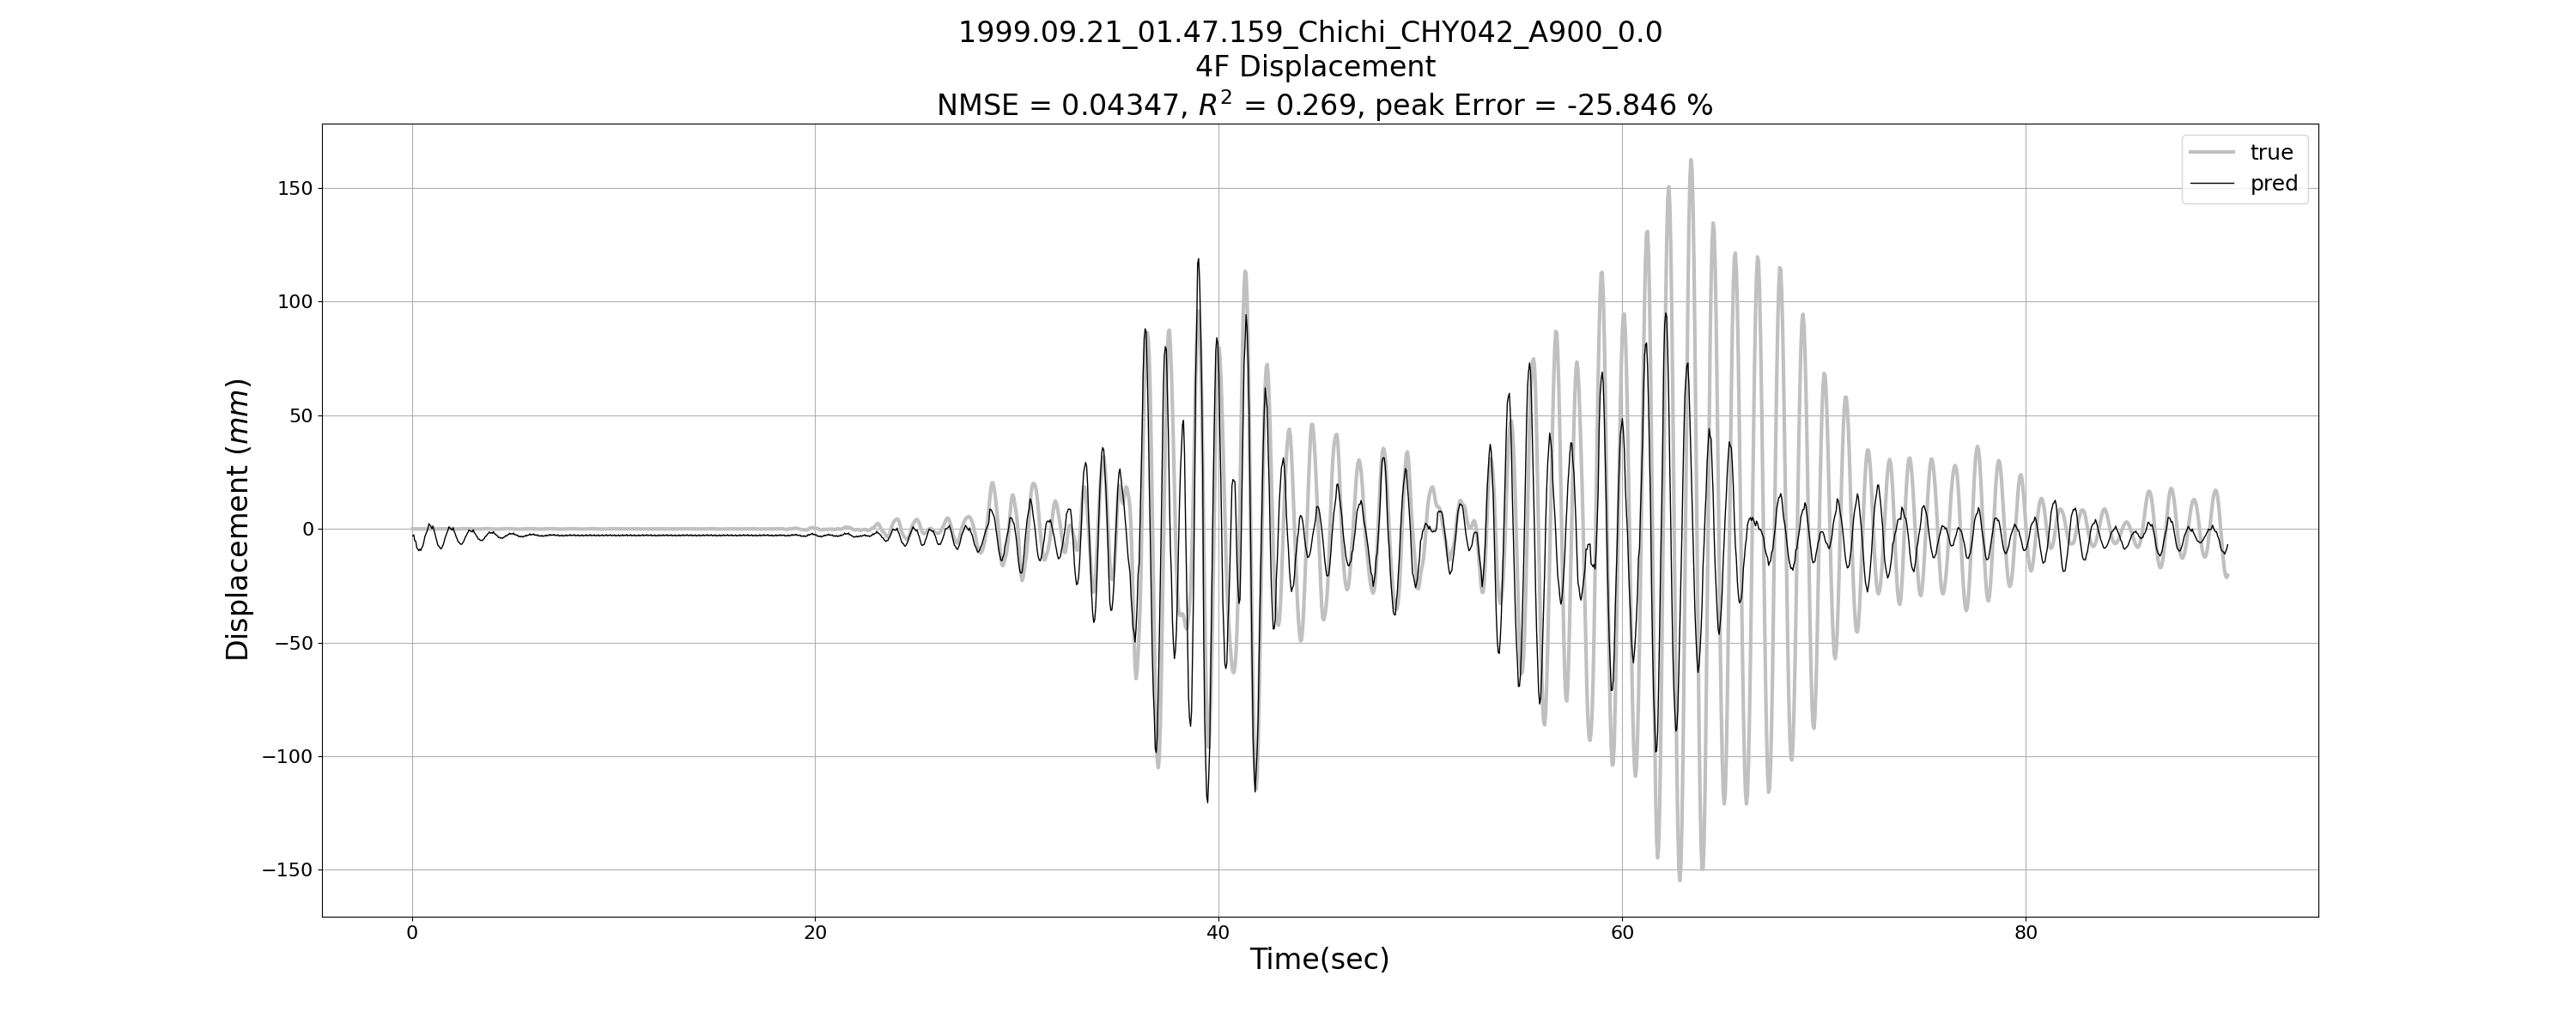 1999.09.21_01.47.159_Chichi_CHY042_A900_0.0
4F Displacement
NMSE = 0.04347, R² = 0.269, peak Error = -25.846 %
true
pred
Displacement (mm)
150
100
50
0
−50
−100
−150
0 20 40 60 80
Time(sec)